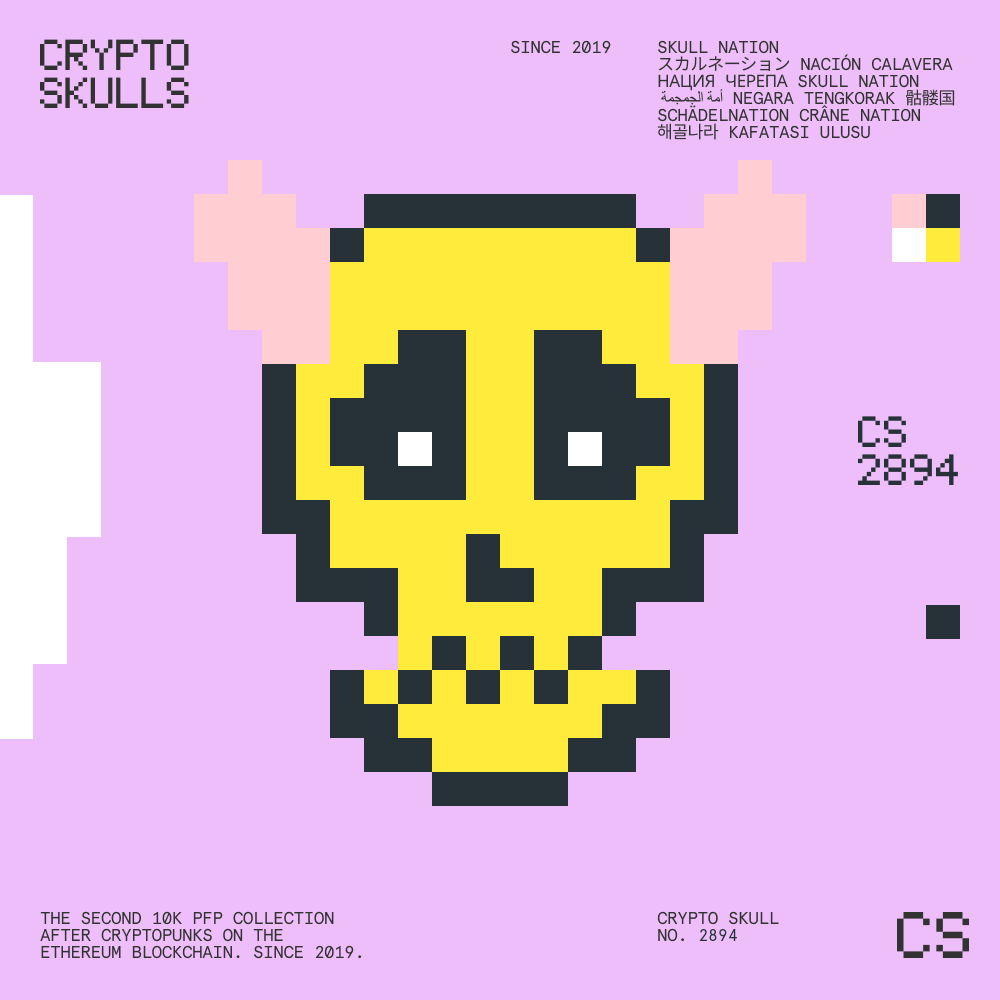 CRYPTO
SKULLS
SINCE 2019
SKULL NATION
スカルネーション NACIÓN CALAVERA
НАЦИЯ ЧЕРЕПА SKULL NATION
أمة الجمجمة NEGARA TENGKORAK 骷髅国
SCHÄDELNATION CRÂNE NATION
해골나라 KAFATASI ULUSU
CS
2894
THE SECOND 10K PFP COLLECTION
AFTER CRYPTOPUNKS ON THE
ETHEREUM BLOCKCHAIN. SINCE 2019.
CRYPTO SKULL
NO. 2894
CS